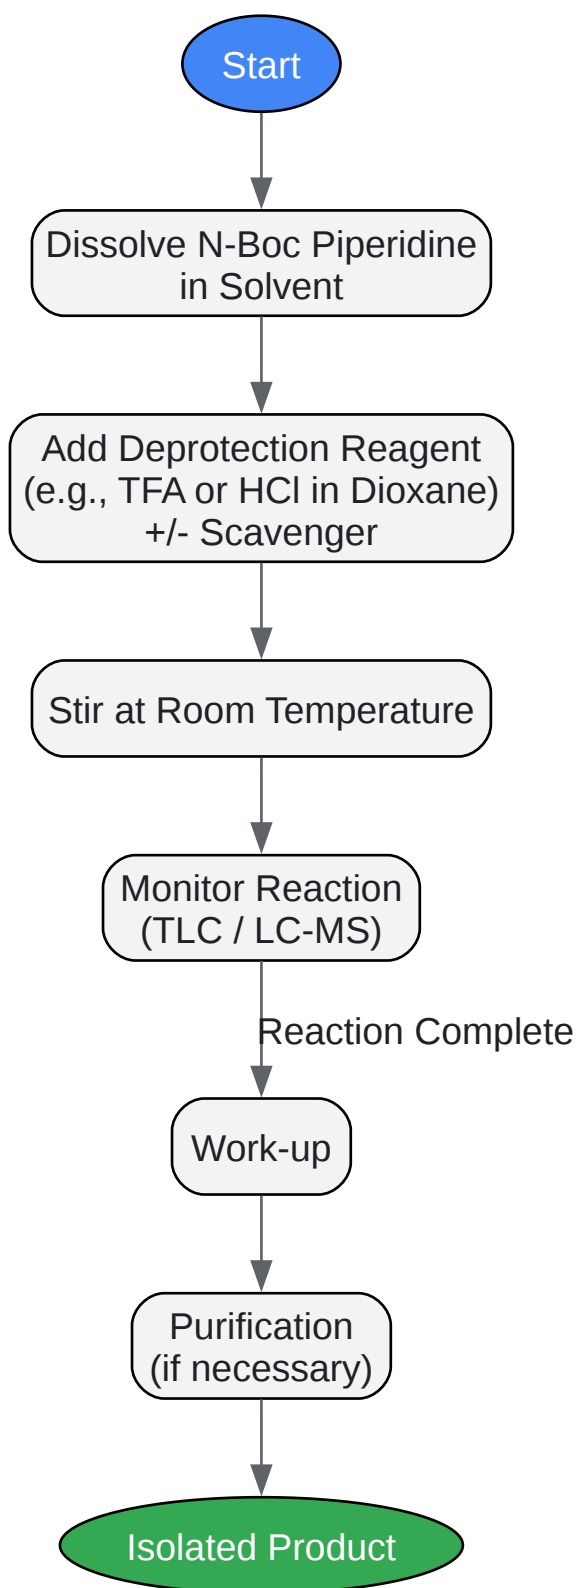 Start
Dissolve N-Boc Piperidine
in Solvent
Add Deprotection Reagent
(e.g., TFA or HCl in Dioxane)
+/- Scavenger
Stir at Room Temperature
Monitor Reaction
(TLC / LC-MS)
Reaction Complete
Work-up
Purification
(if necessary)
Isolated Product